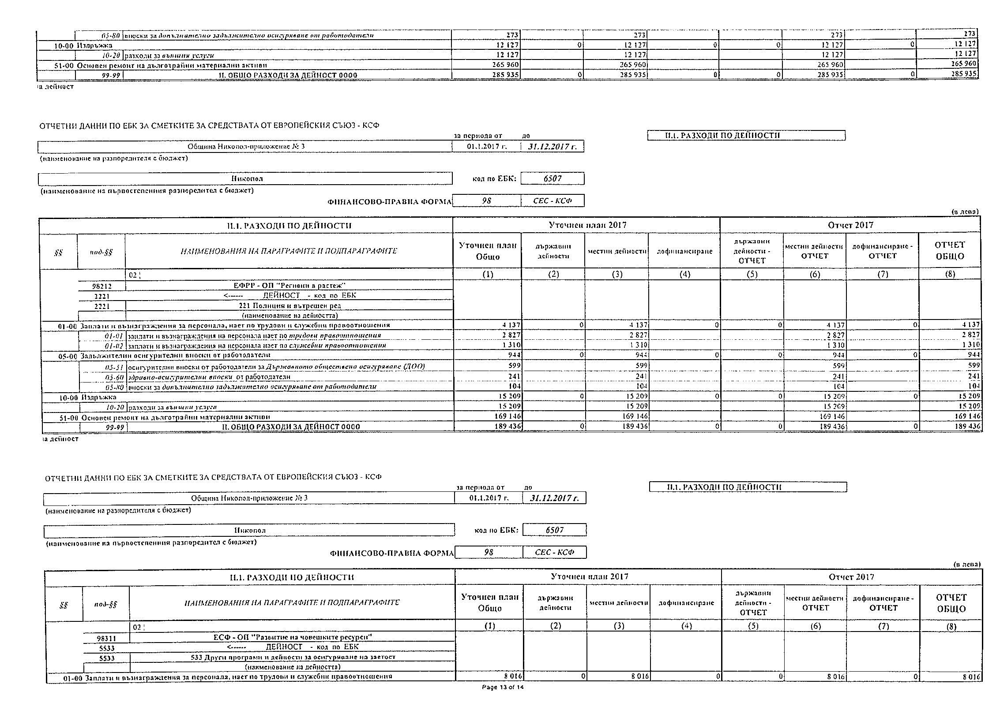 05-80 вноски за допълнително задължително осигуряване от работодатели 273 273 273 273
10-00 Издръжка 12 127 0 12 127 0 0 12 127 0 12 127
10-20 разходи за външни услуги 12 127 12 127 12 127 12 127
51-00 Основен ремонт на дълготрайни материални активи 265 960 265 960 265 960 265 960
99-99 II. ОБЩО РАЗХОДИ ЗА ДЕЙНОСТ 0000 285 935 0 285 935 0 0 285 935 0 285 935
за дейност
ОТЧЕТНИ ДАННИ ПО ЕБК ЗА СМЕТКИТЕ ЗА СРЕДСТВАТА ОТ ЕВРОПЕЙСКИЯ СЪЮЗ - КСФ
за периода от до II.1. РАЗХОДИ ПО ДЕЙНОСТИ
Община Никопол-приложение № 3 01.1.2017 г. 31.12.2017 г.
(наименование на разпоредителя с бюджет)
Никопол код по ЕБК: 6507
(наименование на първостепенния разпоредител с бюджет)
ФИНАНСОВО-ПРАВНА ФОРМА 98 СЕС - КСФ
(в лева)
II.1. РАЗХОДИ ПО ДЕЙНОСТИ Уточнен план 2017 Отчет 2017
§§ под-§§ НАИМЕНОВАНИЯ НА ПАРАГРАФИТЕ И ПОДПАРАГРАФИТЕ Уточнен план Общо държавни дейности местни дейности дофинансиране държавни дейности - ОТЧЕТ местни дейности ОТЧЕТ дофинансиране - ОТЧЕТ ОТЧЕТ ОБЩО
02 ¦ (1) (2) (3) (4) (5) (6) (7) (8)
98212 ЕФРР - ОП "Региони в растеж"
2221 <------ ДЕЙНОСТ - код по ЕБК
2221 221 Полиция и вътрешен ред
(наименование на дейността)
01-00 Заплати и възнаграждения за персонала, нает по трудови и служебни правоотношения 4 137 0 4 137 0 0 4 137 0 4 137
01-01 заплати и възнаграждения на персонала нает по трудови правоотношения 2 827 2 827 2 827 2 827
01-02 заплати и възнаграждения на персонала нает по служебни правоотношения 1 310 1 310 1 310 1 310
05-00 Задължителни осигурителни вноски от работодатели 944 0 944 0 0 944 0 944
05-51 осигурителни вноски от работодатели за Държавното обществено осигуряване (ДОО) 599 599 599 599
05-60 здравно-осигурителни вноски от работодатели 241 241 241 241
05-80 вноски за допълнително задължително осигуряване от работодатели 104 104 104 104
10-00 Издръжка 15 209 0 15 209 0 0 15 209 0 15 209
10-20 разходи за външни услуги 15 209 15 209 15 209 15 209
51-00 Основен ремонт на дълготрайни материални активи 169 146 169 146 169 146 169 146
99-99 II. ОБЩО РАЗХОДИ ЗА ДЕЙНОСТ 0000 189 436 0 189 436 0 0 189 436 0 189 436
за дейност
ОТЧЕТНИ ДАННИ ПО ЕБК ЗА СМЕТКИТЕ ЗА СРЕДСТВАТА ОТ ЕВРОПЕЙСКИЯ СЪЮЗ - КСФ
за периода от до II.1. РАЗХОДИ ПО ДЕЙНОСТИ
Община Никопол-приложение № 3 01.1.2017 г. 31.12.2017 г.
(наименование на разпоредителя с бюджет)
Никопол код по ЕБК: 6507
(наименование на първостепенния разпоредител с бюджет)
ФИНАНСОВО-ПРАВНА ФОРМА 98 СЕС - КСФ
(в лева)
II.1. РАЗХОДИ ПО ДЕЙНОСТИ Уточнен план 2017 Отчет 2017
§§ под-§§ НАИМЕНОВАНИЯ НА ПАРАГРАФИТЕ И ПОДПАРАГРАФИТЕ Уточнен план Общо държавни дейности местни дейности дофинансиране държавни дейности - ОТЧЕТ местни дейности ОТЧЕТ дофинансиране - ОТЧЕТ ОТЧЕТ ОБЩО
02 ¦ (1) (2) (3) (4) (5) (6) (7) (8)
98311 ЕСФ - ОП "Развитие на човешките ресурси"
5533 <------ ДЕЙНОСТ - код по ЕБК
5533 533 Други програми и дейности за осигуряване на заетост
(наименование на дейността)
01-00 Заплати и възнаграждения за персонала, нает по трудови и служебни правоотношения 8 016 0 8 016 0 0 8 016 0 8 016
Page 13 of 14